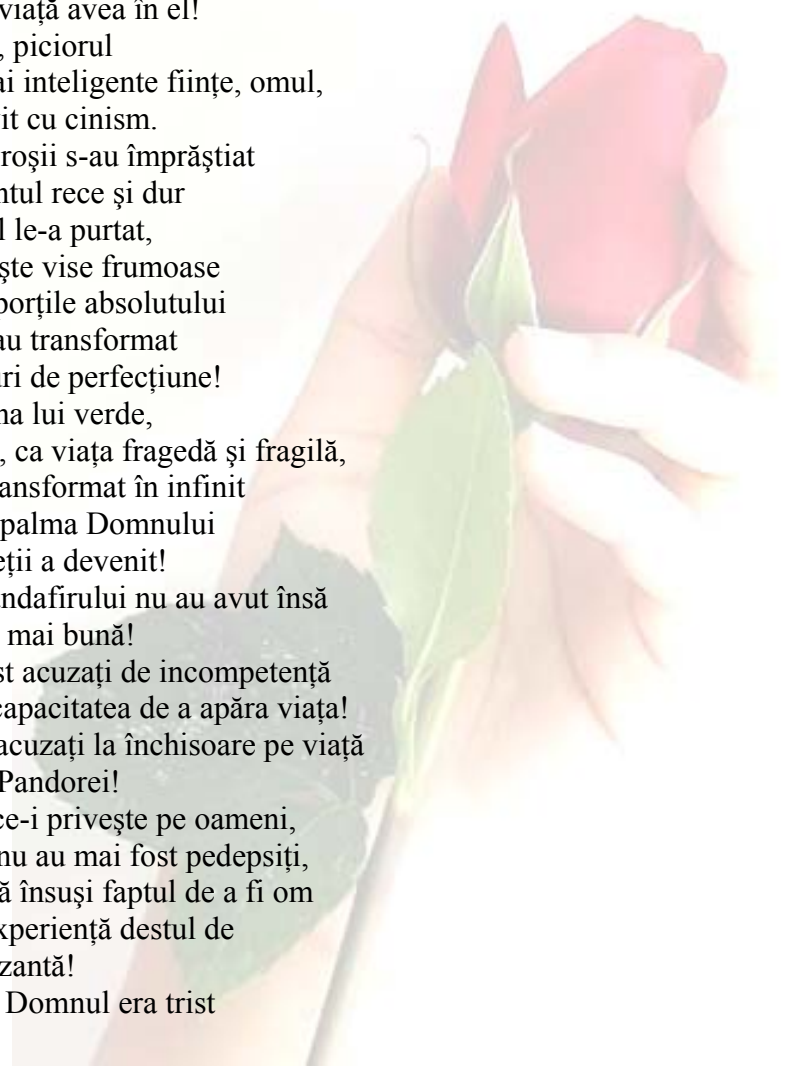 viață avea în el!
, piciorul
ai inteligente ființe, omul,
it cu cinism.
roşii s-au împrăştiat
ntul rece şi dur
l le-a purtat,
şte vise frumoase
porțile absolutului
au transformat
ri de perfecțiune!
na lui verde,
, ca viața fragedă şi fragilă,
ansformat în infinit
palma Domnului
eții a devenit!
ndafirului nu au avut însă
mai bună!
st acuzați de incompetență
capacitatea de a apăra viața!
acuzați la închisoare pe viață
Pandorei!
ce-i priveşte pe oameni,
nu au mai fost pedepsiți,
ă însuşi faptul de a fi om
xperiență destul de
zantă!
Domnul era trist